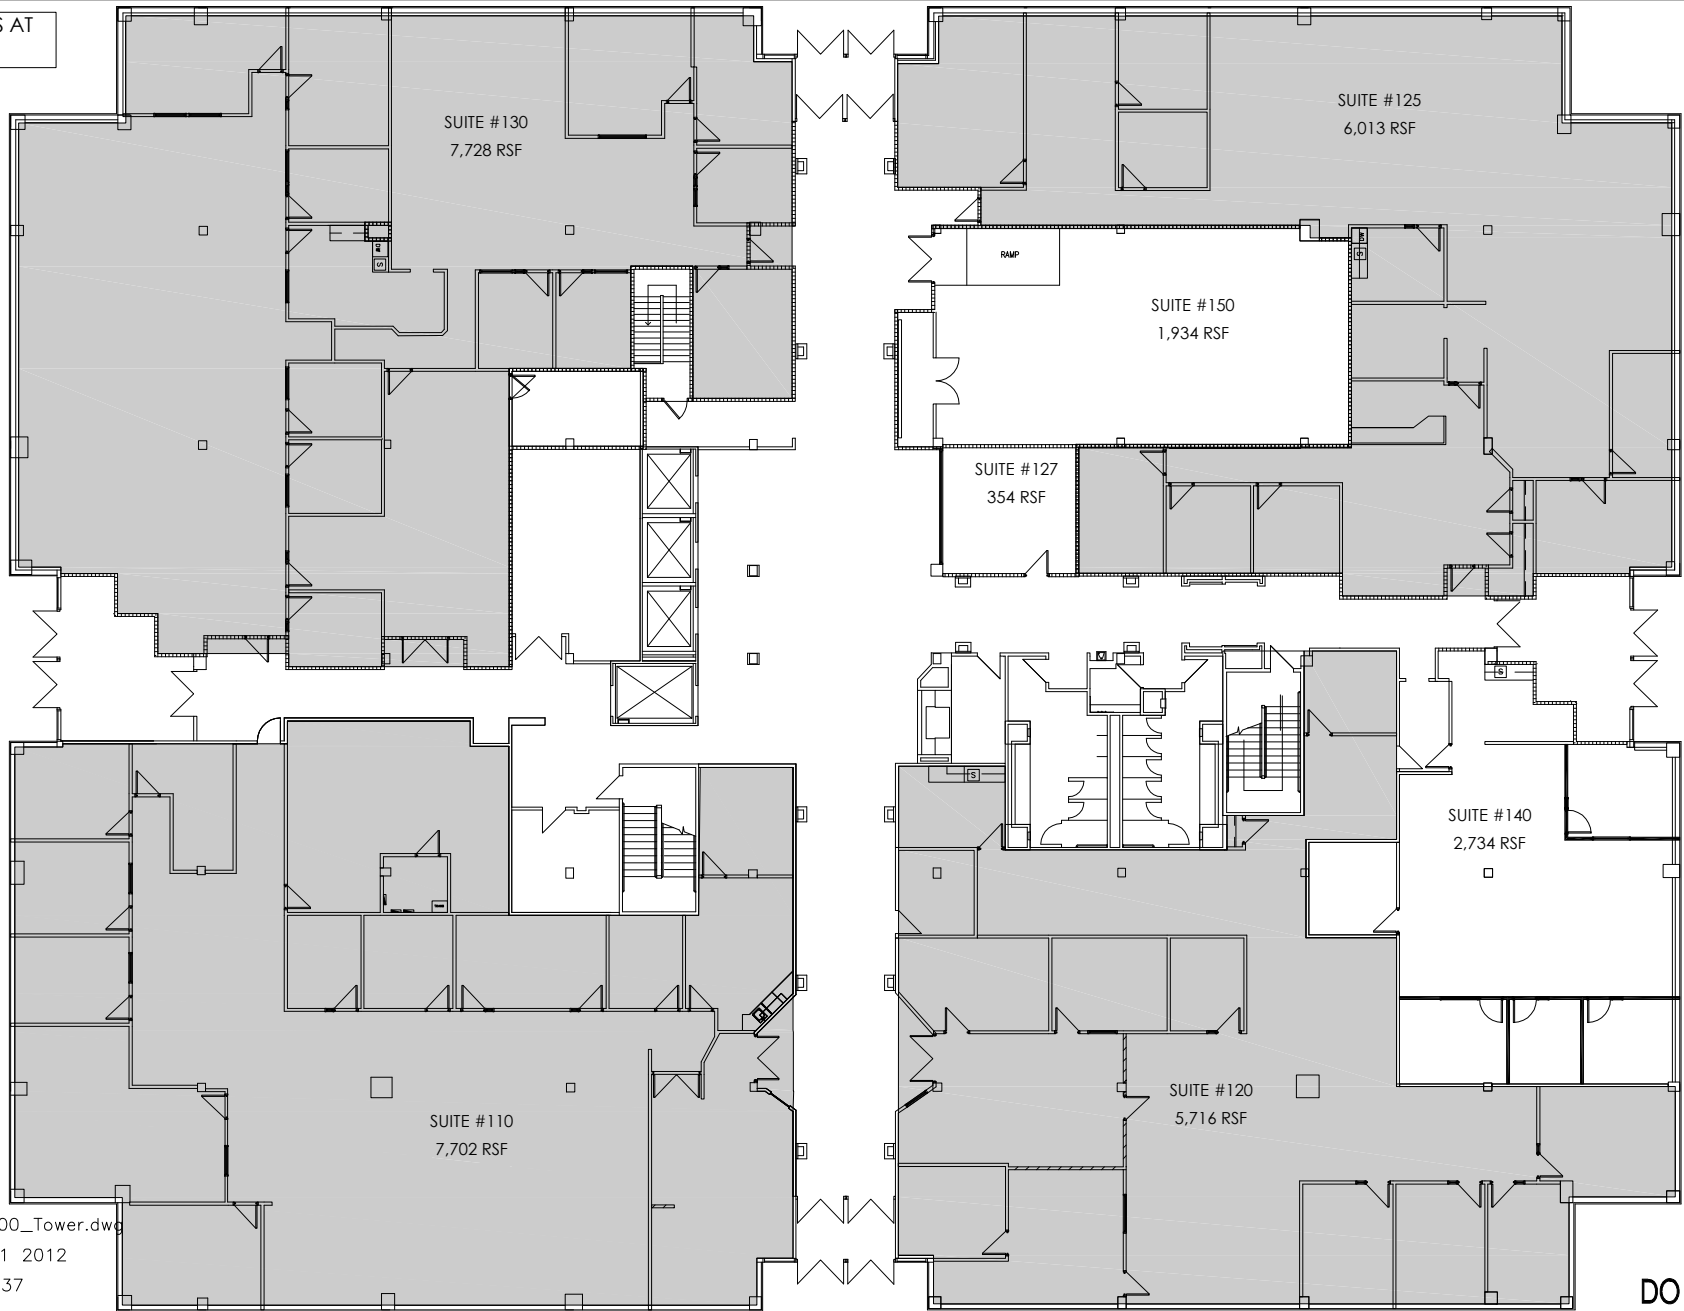 S AT
SUITE #130
7,728 RSF
SUITE #125
6,013 RSF
DW
S
DW
S
RAMP
SUITE #150
1,934 RSF
SUITE #127
354 RSF
S
S
SUITE #140
2,734 RSF
SUITE #120
5,716 RSF
SUITE #110
7,702 RSF
00_Tower.dwg
1 2012
37
DO